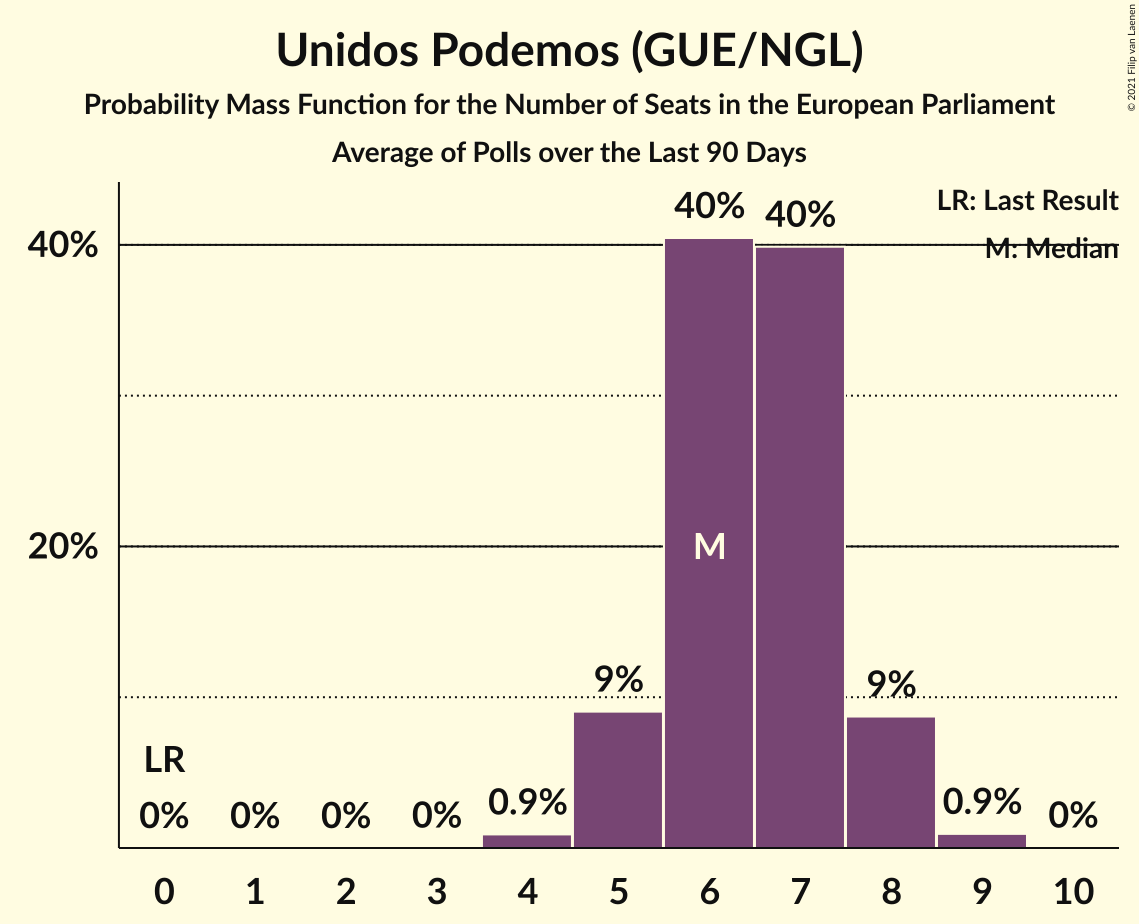 Unidos Podemos (GUE/NGL)
Probability Mass Function for the Number of Seats in the European Parliament
Average of Polls over the Last 90 Days
© 2021 Filip van Laenen
LR: Last Result
M: Median
40%
20%
LR
0%
0%
0%
0%
0.9%
9%
40%
40%
9%
0.9%
0%
M
0 1 2 3 4 5 6 7 8 9 10